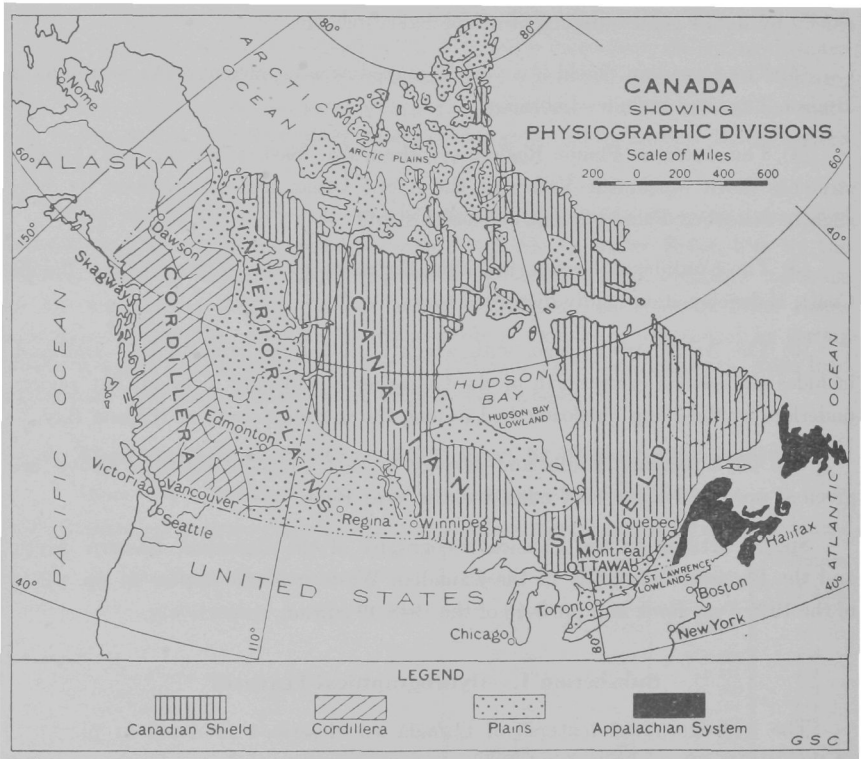 CANADA
SHOWING
PHYSIOGRAPHIC DIVISIONS
Scale of Miles
200 0 200 400 600
80°
80°
60°
60°
150°
40°
40°
40°
110°
80°
ARCTIC
OCEAN
Nome
ALASKA
ARCTIC PLAINS
Dawson
Skagway
CORDILLERA
INTERIOR PLAINS
CANADIAN
SHIELD
PACIFIC OCEAN
HUDSON
BAY
HUDSON BAY
LOWLAND
ATLANTIC OCEAN
Edmonton
Victoria
Vancouver
Seattle
Regina
Winnipeg
Quebec
Montreal
OTTAWA
ST LAWRENCE
LOWLANDS
Halifax
Boston
Toronto
New York
Chicago
UNITED STATES
LEGEND
Canadian Shield
Cordillera
Plains
Appalachian System
GSC